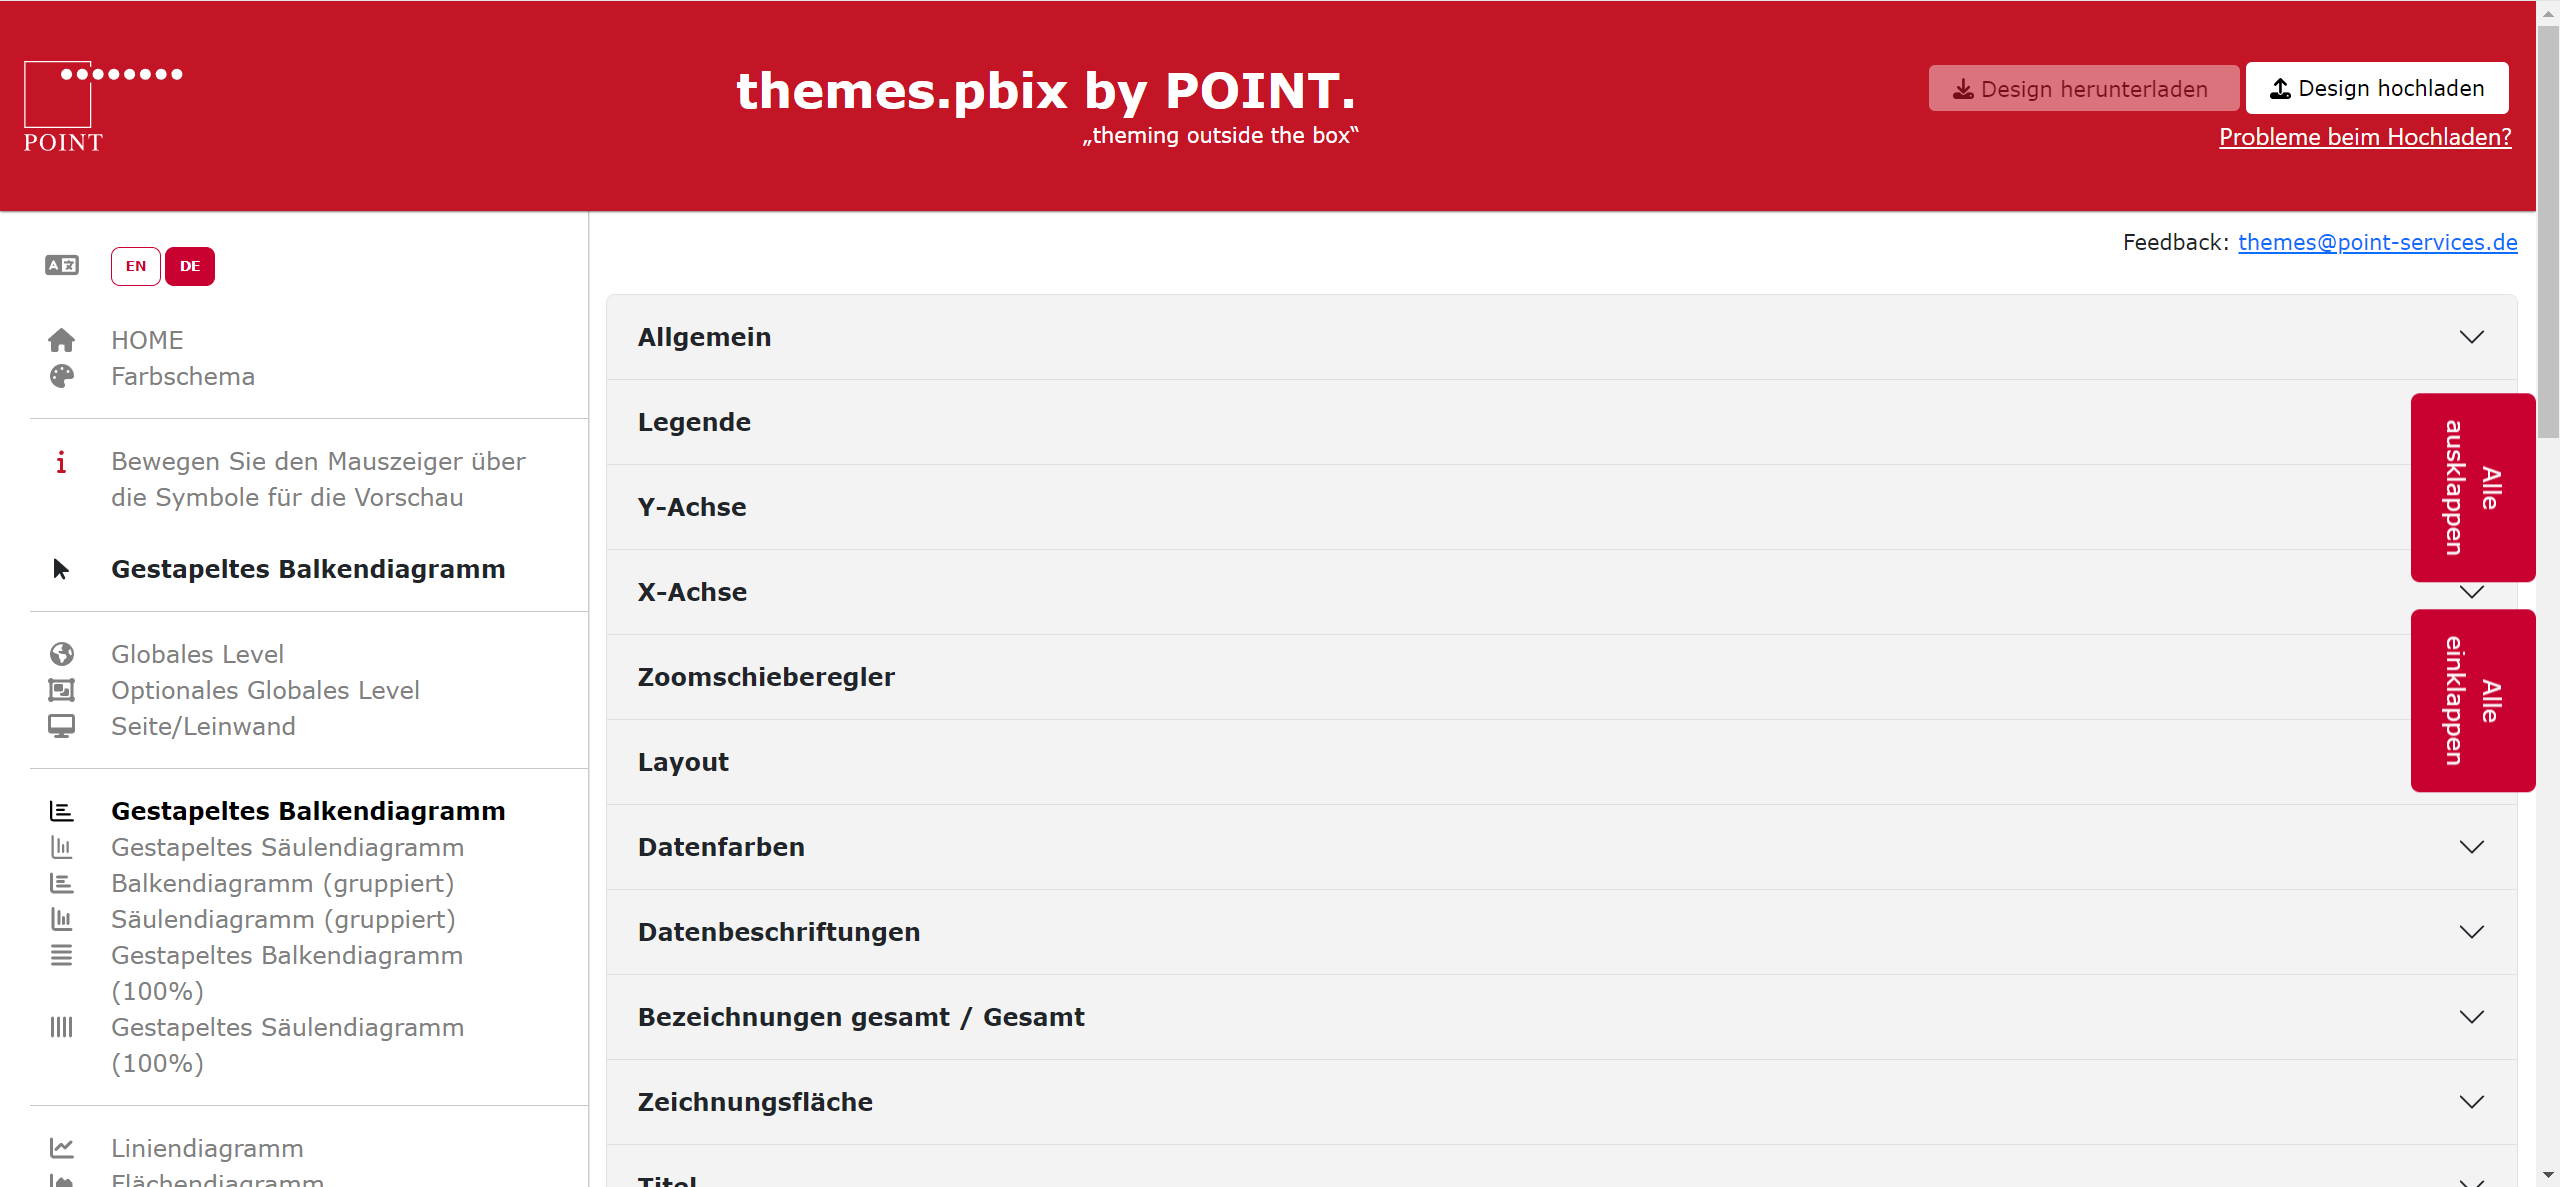 POINT
themes.pbix by POINT.
„theming outside the box“
Design herunterladen
Design hochladen
Probleme beim Hochladen?
EN
DE
HOME
Farbschema
Bewegen Sie den Mauszeiger über
die Symbole für die Vorschau
Gestapeltes Balkendiagramm
Globales Level
Optionales Globales Level
Seite/Leinwand
Gestapeltes Balkendiagramm
Gestapeltes Säulendiagramm
Balkendiagramm (gruppiert)
Säulendiagramm (gruppiert)
Gestapeltes Balkendiagramm
(100%)
Gestapeltes Säulendiagramm
(100%)
Liniendiagramm
Flächendiagramm
Feedback: themes@point-services.de
Allgemein
Legende
Y-Achse
X-Achse
Zoomschieberegler
Layout
Datenfarben
Datenbeschriftungen
Bezeichnungen gesamt / Gesamt
Zeichnungsfläche
Titel
Alle
ausklappen
Alle
einklappen